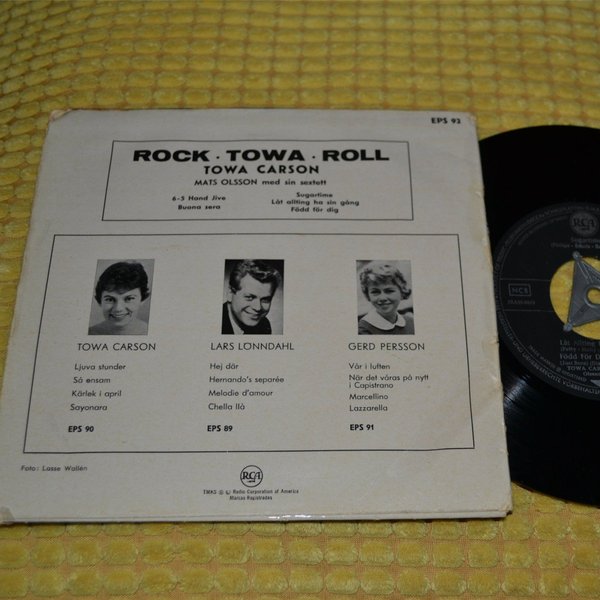 EPS 92
ROCK · TOWA · ROLL
TOWA CARSON
MATS OLSSON med sin sextett
6-5 Hand Jive
Buona sera
Sugartime
Låt allting ha sin gång
Född för dig
TOWA CARSON
Ljuva stunder
Så ensam
Kärlek i april
Sayonara
EPS 90
LARS LÖNNDAHL
Hej där
Hernando's separée
Melodie d'amour
Chella llà
EPS 89
GERD PERSSON
Vår i luften
När det våras på nytt
i Capistrano
Marcellino
Lazzarella
EPS 91
Foto: Lasse Wallén
RCA
TMKS ® © Radio Corporation of America
Marcas Registradas
RCA
NCB
Låt Allting
Född För D
TOWA CAR